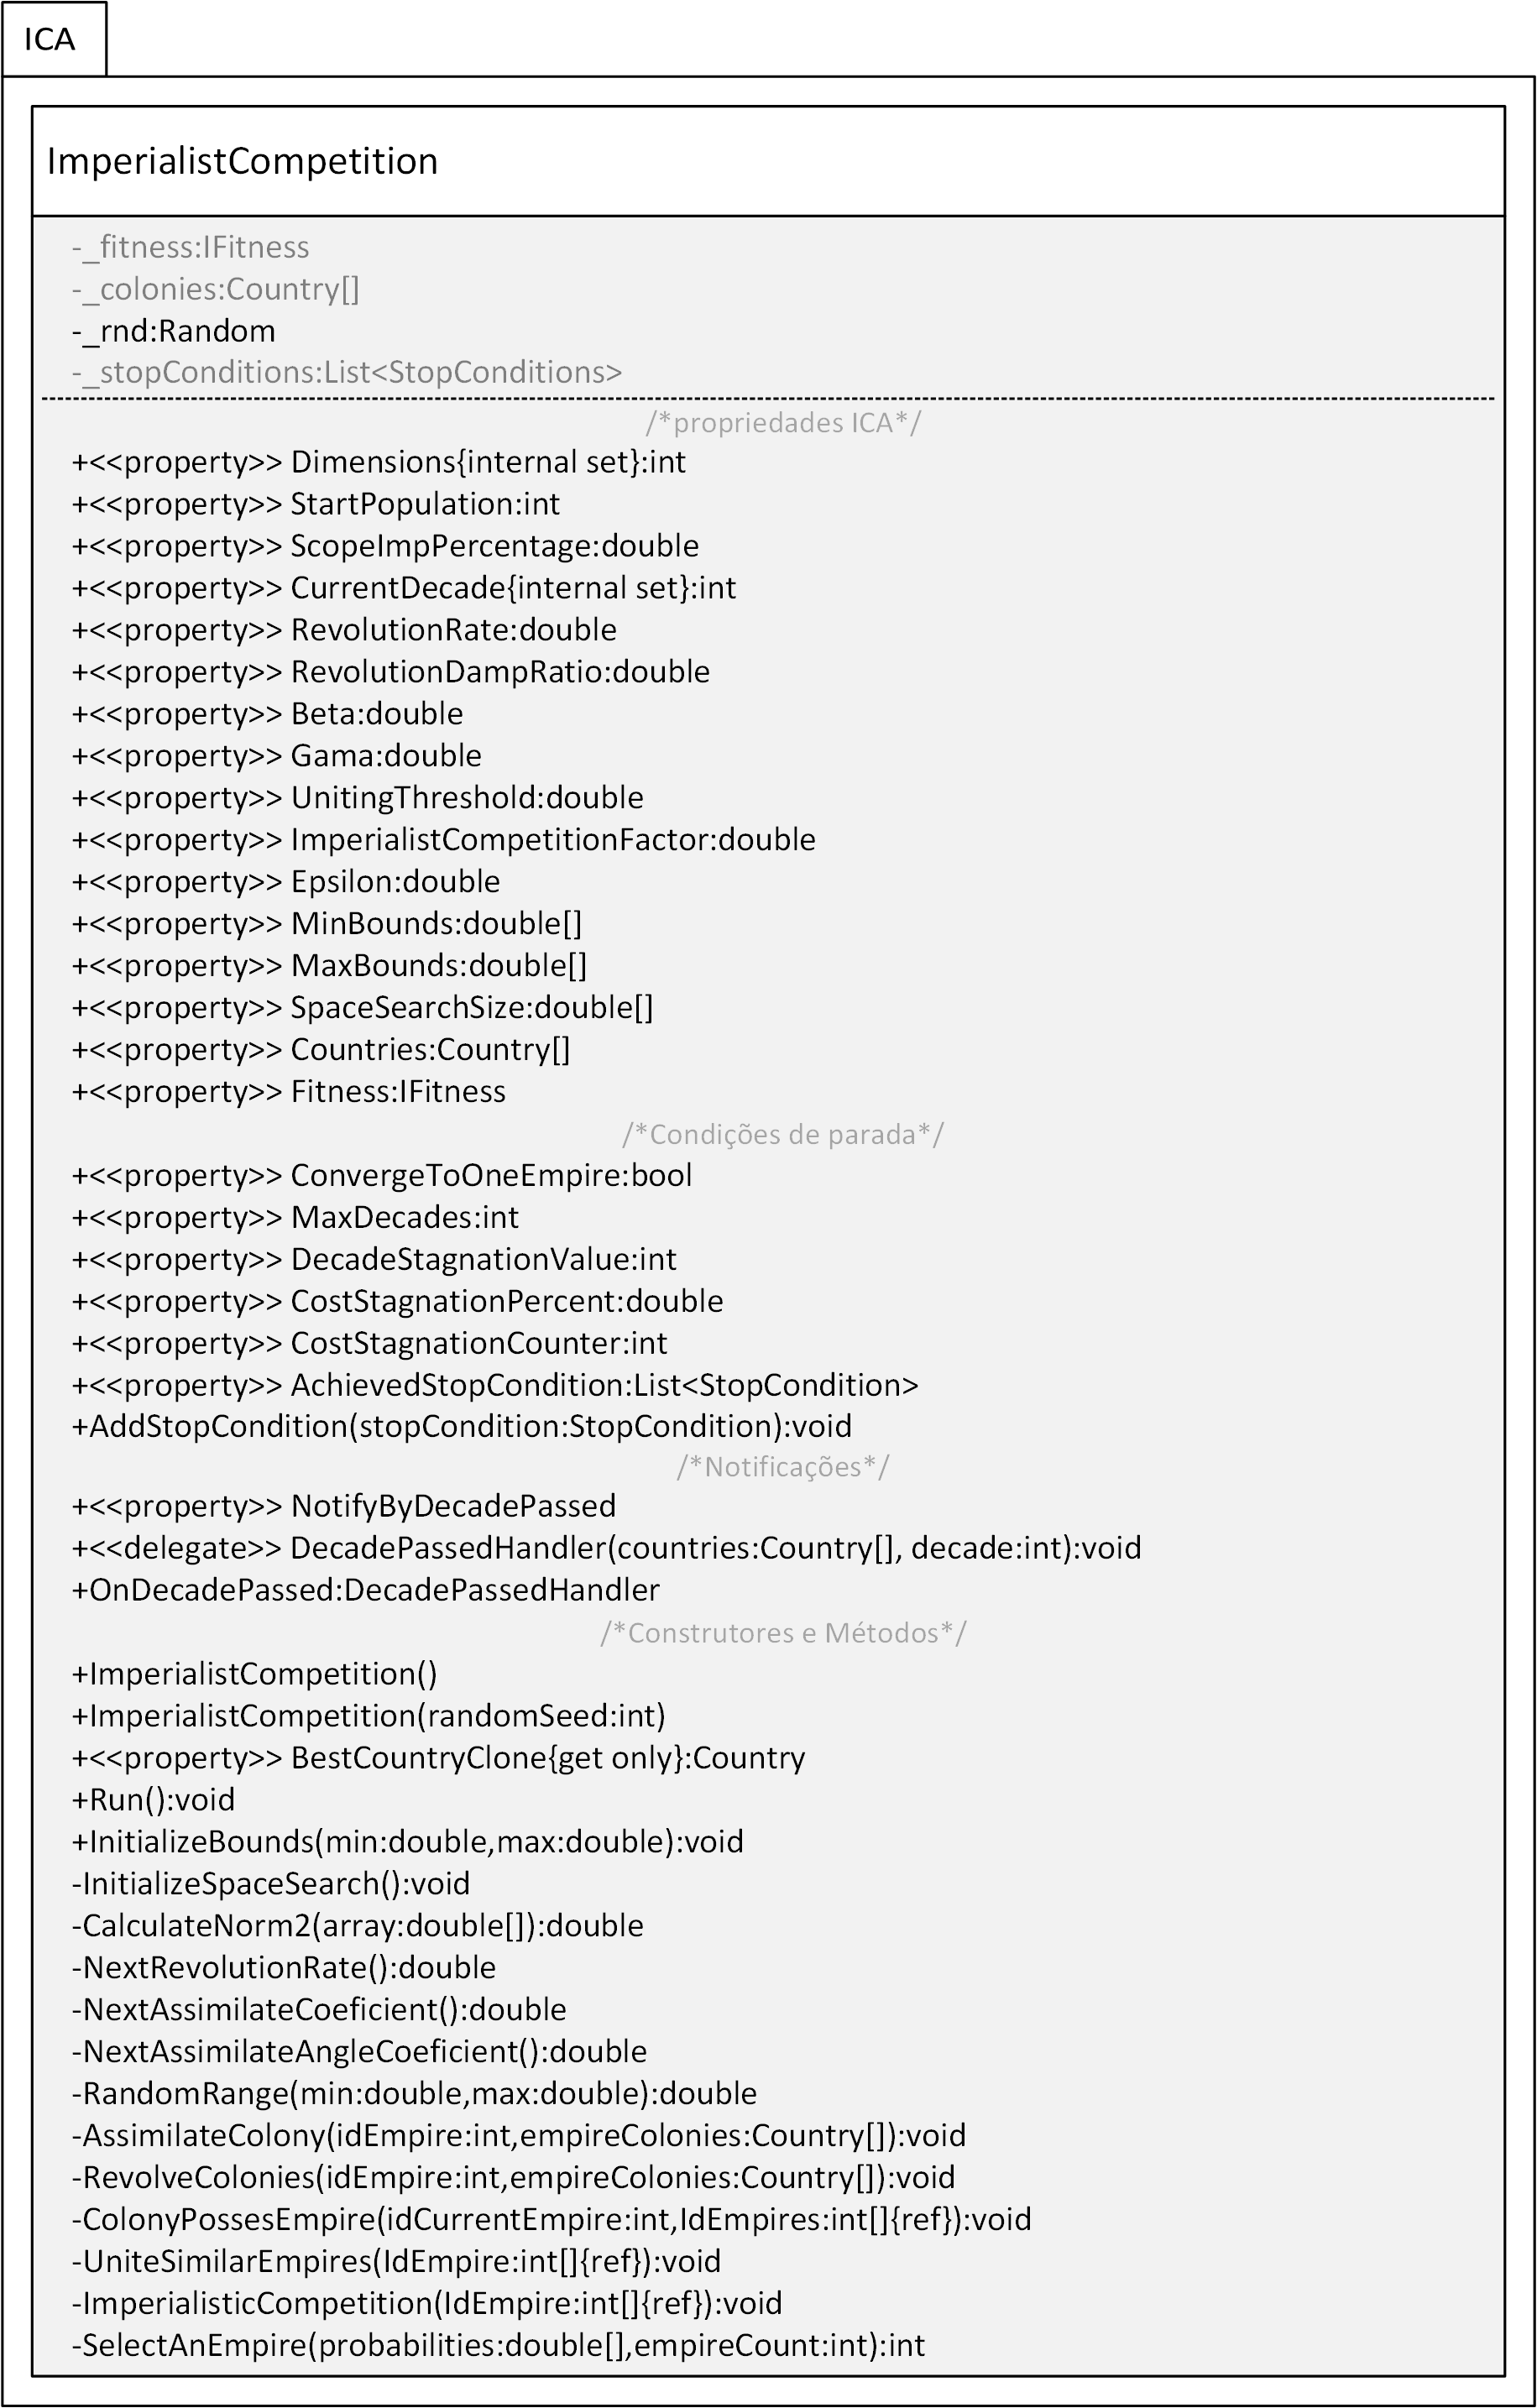 ICA
ImperialistCompetition
-_fitness:IFitness
-_colonies:Country[]
-_rnd:Random
-_stopConditions:List<StopConditions>
/*propriedades ICA*/
+<<property>> Dimensions{internal set}:int
+<<property>> StartPopulation:int
+<<property>> ScopeImpPercentage:double
+<<property>> CurrentDecade{internal set}:int
+<<property>> RevolutionRate:double
+<<property>> RevolutionDampRatio:double
+<<property>> Beta:double
+<<property>> Gama:double
+<<property>> UnitingThreshold:double
+<<property>> ImperialistCompetitionFactor:double
+<<property>> Epsilon:double
+<<property>> MinBounds:double[]
+<<property>> MaxBounds:double[]
+<<property>> SpaceSearchSize:double[]
+<<property>> Countries:Country[]
+<<property>> Fitness:IFitness
/*Condições de parada*/
+<<property>> ConvergeToOneEmpire:bool
+<<property>> MaxDecades:int
+<<property>> DecadeStagnationValue:int
+<<property>> CostStagnationPercent:double
+<<property>> CostStagnationCounter:int
+<<property>> AchievedStopCondition:List<StopCondition>
+AddStopCondition(stopCondition:StopCondition):void
/*Notificações*/
+<<property>> NotifyByDecadePassed
+<<delegate>> DecadePassedHandler(countries:Country[], decade:int):void
+OnDecadePassed:DecadePassedHandler
/*Construtores e Métodos*/
+ImperialistCompetition()
+ImperialistCompetition(randomSeed:int)
+<<property>> BestCountryClone{get only}:Country
+Run():void
+InitializeBounds(min:double,max:double):void
-InitializeSpaceSearch():void
-CalculateNorm2(array:double[]):double
-NextRevolutionRate():double
-NextAssimilateCoeficient():double
-NextAssimilateAngleCoeficient():double
-RandomRange(min:double,max:double):double
-AssimilateColony(idEmpire:int,empireColonies:Country[]):void
-RevolveColonies(idEmpire:int,empireColonies:Country[]):void
-ColonyPossesEmpire(idCurrentEmpire:int,IdEmpires:int[]{ref}):void
-UniteSimilarEmpires(IdEmpire:int[]{ref}):void
-ImperialisticCompetition(IdEmpire:int[]{ref}):void
-SelectAnEmpire(probabilities:double[],empireCount:int):int